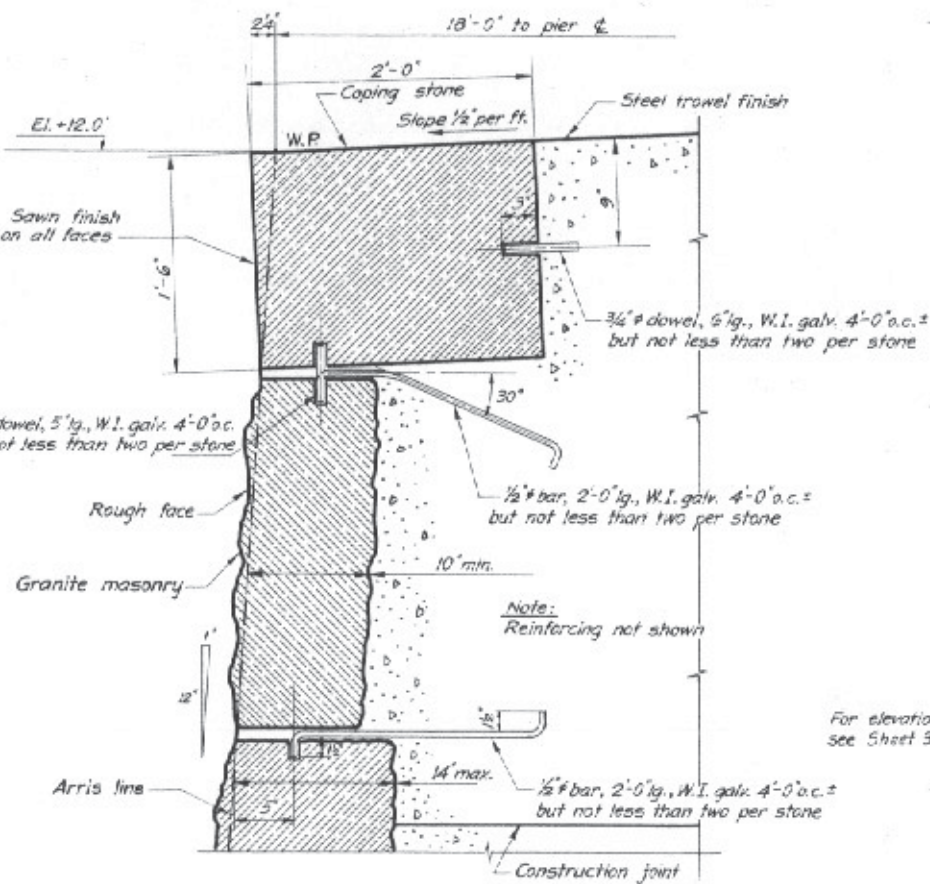 2¼"
18'-0" to pier ℄
2'-0"
Coping stone
Steel trowel finish
Slope ½" per ft.
El. +12.0'
W.P.
Sawn finish
on all faces
1'-6"
3"
9"
¾"φ dowel, 6"lg., W.I. galv. 4'-0"o.c.±
but not less than two per stone
30°
dowel, 5"lg., W.I. galv. 4'-0"o.c.
not less than two per stone
½"φ bar, 2'-0"lg., W.I. galv. 4'-0"o.c.±
but not less than two per stone
Rough face
10"min.
Granite masonry
Note:
Reinforcing not shown
1"
12"
1½"
1½"
For elevatio
see Sheet 3
14"max.
Arris line
5"
½"φ bar, 2'-0"lg., W.I. galv. 4'-0"o.c.±
but not less than two per stone
Construction joint